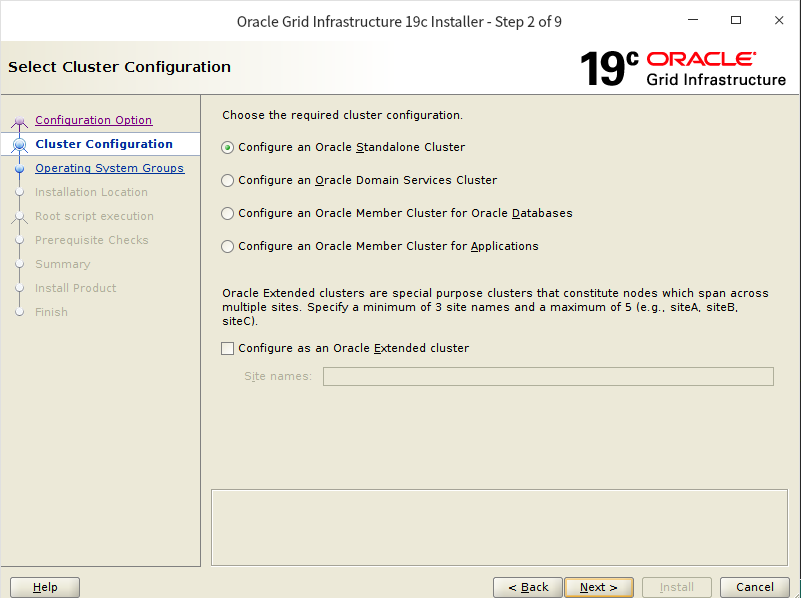 Oracle Grid Infrastructure 19c Installer - Step 2 of 9
Select Cluster Configuration
19c ORACLE
Grid Infrastructure
Configuration Option
Cluster Configuration
Operating System Groups
Installation Location
Root script execution
Prerequisite Checks
Summary
Install Product
Finish
Choose the required cluster configuration.
Configure an Oracle Standalone Cluster
Configure an Oracle Domain Services Cluster
Configure an Oracle Member Cluster for Oracle Databases
Configure an Oracle Member Cluster for Applications
Oracle Extended clusters are special purpose clusters that constitute nodes which span across
multiple sites. Specify a minimum of 3 site names and a maximum of 5 (e.g., siteA, siteB,
siteC).
Configure as an Oracle Extended cluster
Site names:
Help
< Back
Next >
Install
Cancel